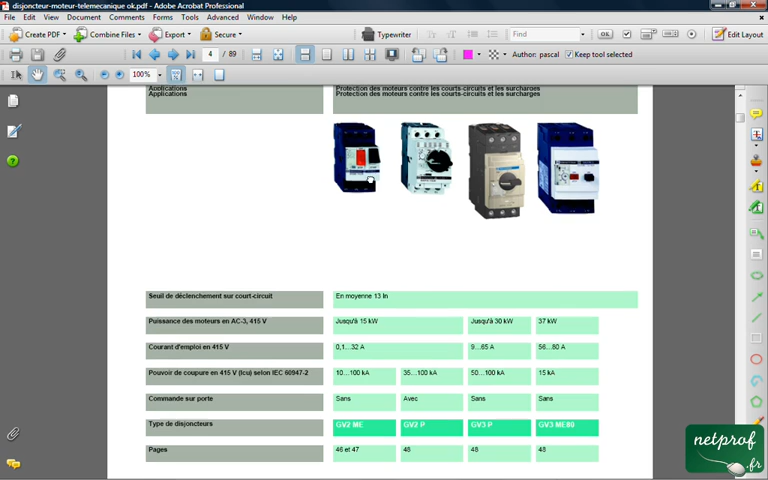 disjoncteur-moteur-telemecanique ok.pdf - Adobe Acrobat Professional
File Edit View Document Comments Forms Tools Advanced Window Help
Create PDF Combine Files Export Secure Typewriter Find OK Edit Layout
4 / 89 Author: pascal Keep tool selected
100%
Applications Protection des moteurs contre les courts-circuits et les surcharges
Applications Protection des moteurs contre les courts-circuits et les surcharges
Seuil de déclenchement sur court-circuit En moyenne 13 In
Puissance des moteurs en AC-3, 415 V Jusqu'à 15 kW Jusqu'à 30 kW 37 kW
Courant d'emploi en 415 V 0,1...32 A 9...65 A 56...80 A
Pouvoir de coupure en 415 V (Icu) selon IEC 60947-2 10...100 kA 35...100 kA 50...100 kA 15 kA
Commande sur porte Sans Avec Sans Sans
Type de disjoncteurs GV2 ME GV2 P GV3 P GV3 ME80
Pages 46 et 47 48 48 48
netprof
.fr